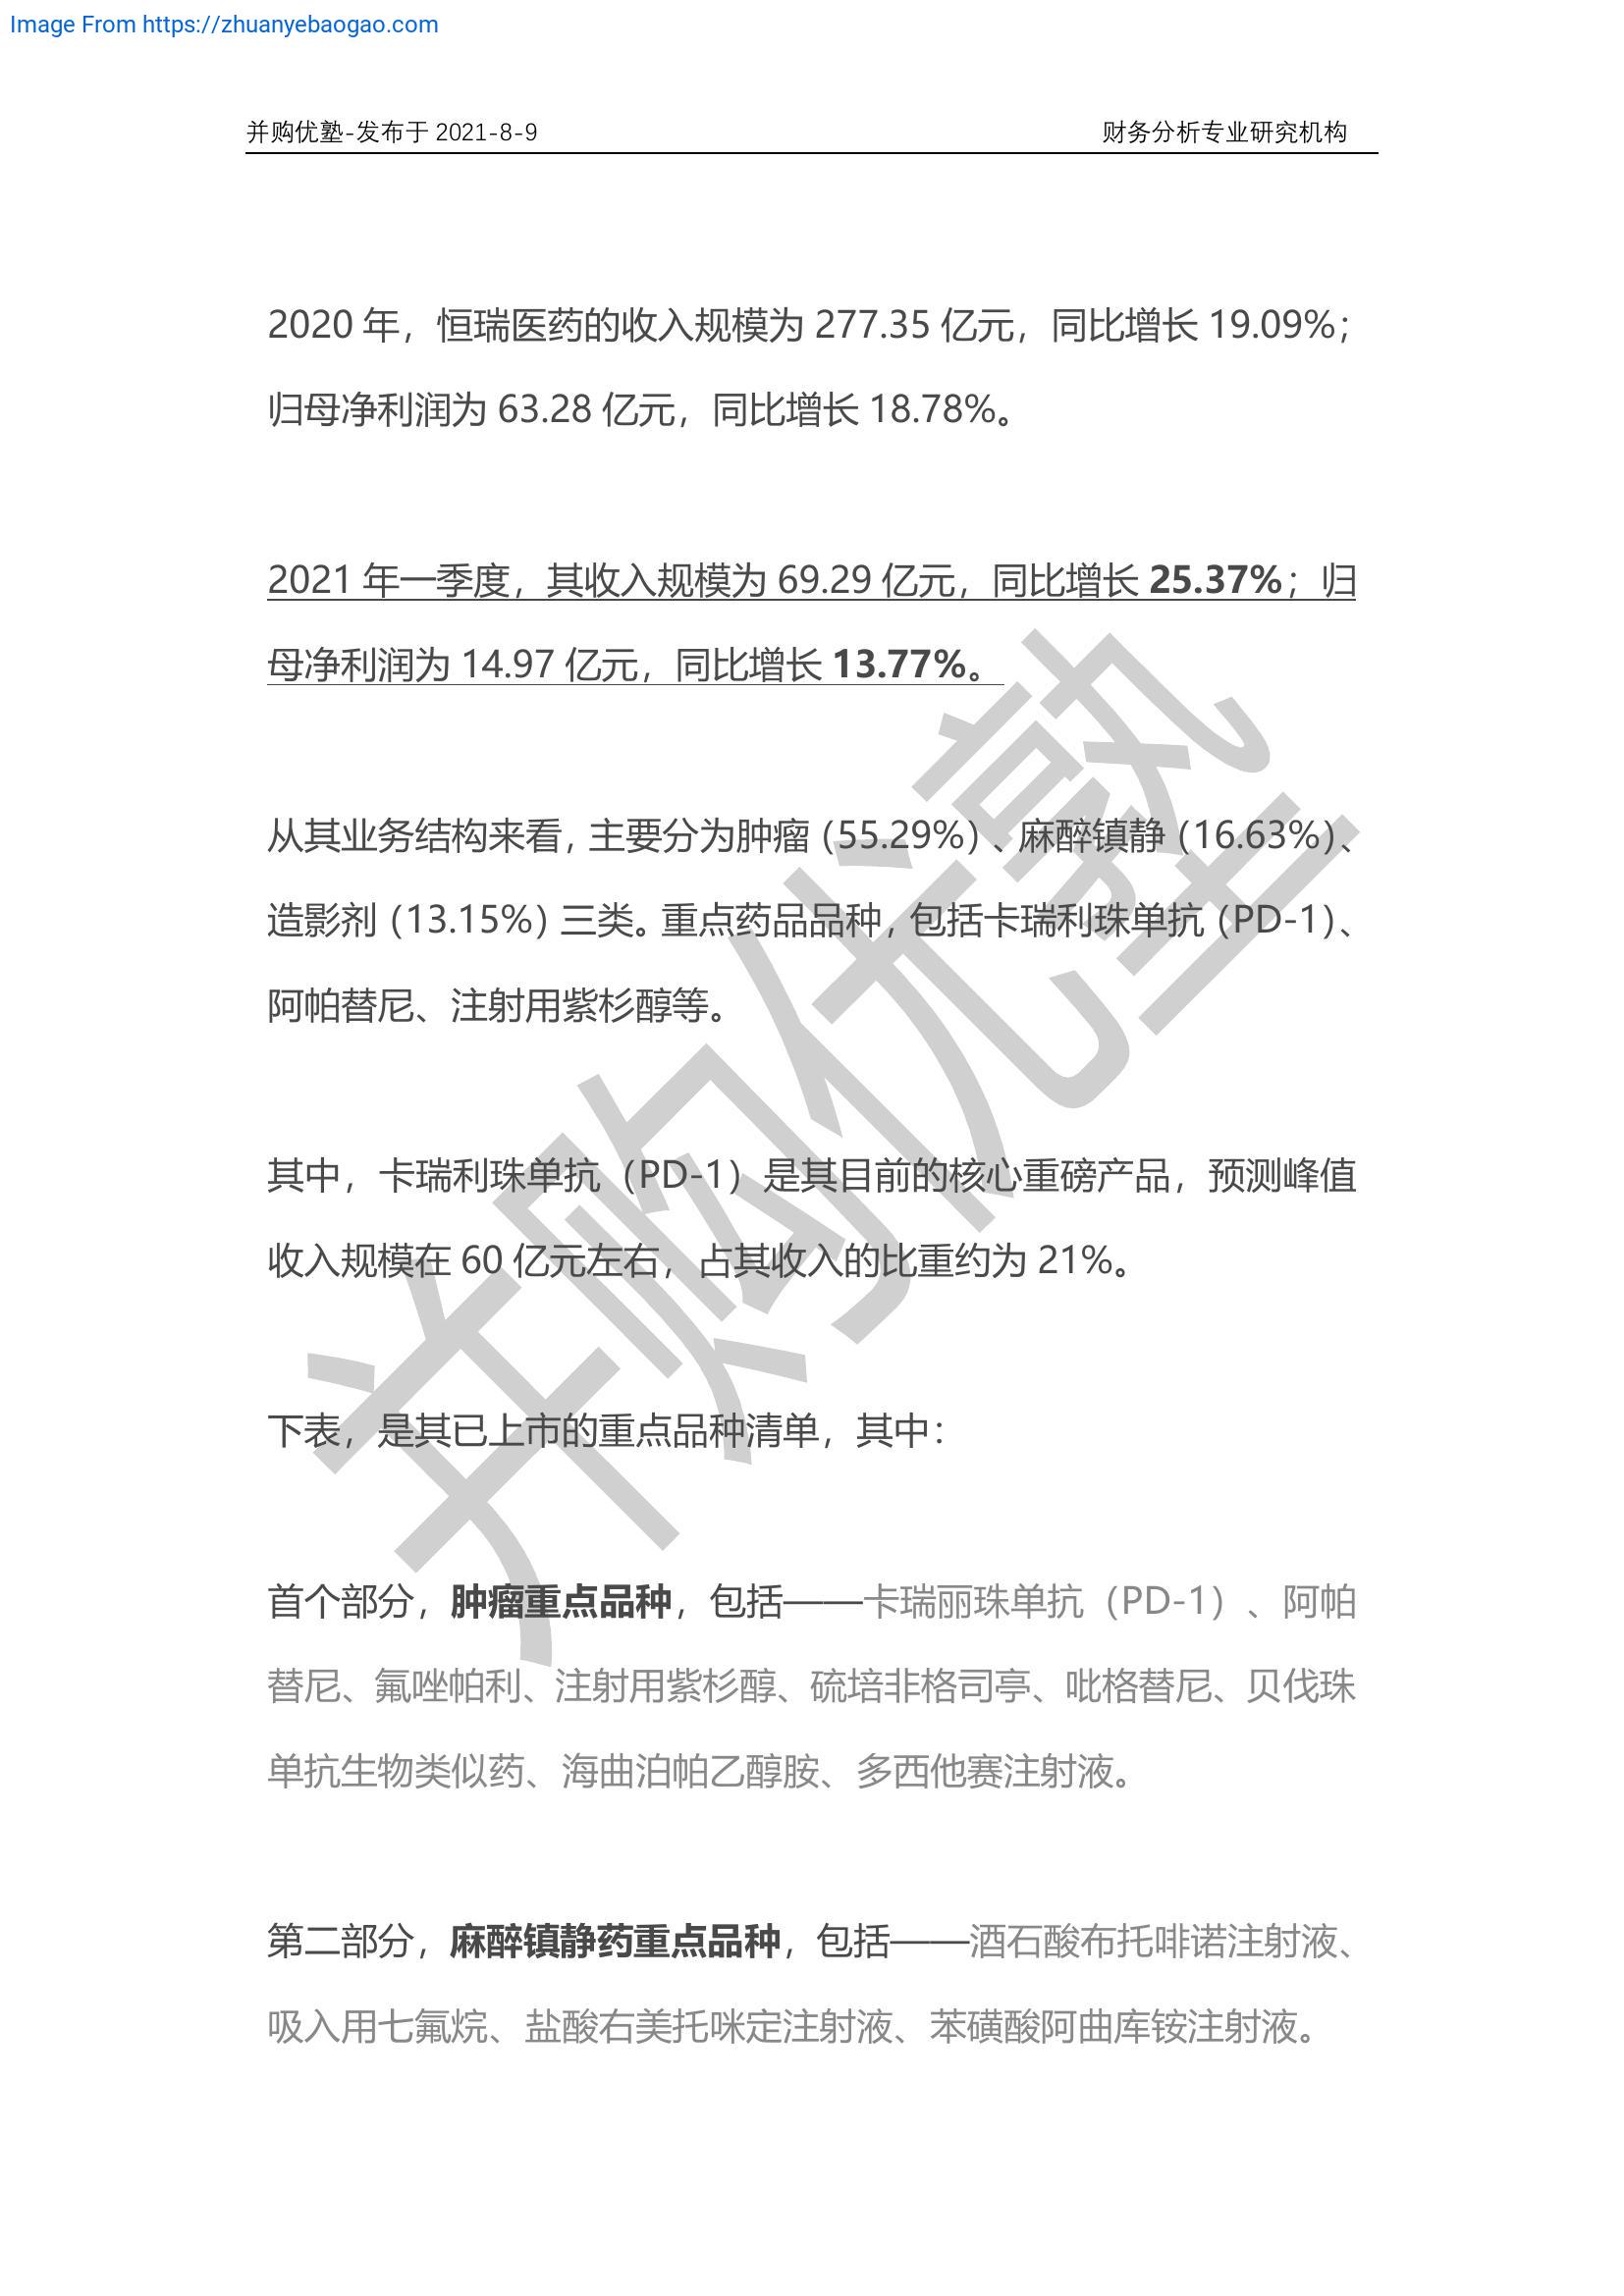 Image From https://zhuanyebaogao.com
并购优塾-发布于 2021-8-9 财务分析专业研究机构
2020 年，恒瑞医药的收入规模为 277.35 亿元，同比增长 19.09%；
归母净利润为 63.28 亿元，同比增长 18.78%。
2021 年一季度，其收入规模为 69.29 亿元，同比增长 25.37%；归
母净利润为 14.97 亿元，同比增长 13.77%。
从其业务结构来看，主要分为肿瘤（55.29%）、麻醉镇静（16.63%）、
造影剂（13.15%）三类。重点药品品种，包括卡瑞利珠单抗（PD-1）、
阿帕替尼、注射用紫杉醇等。
其中，卡瑞利珠单抗（PD-1）是其目前的核心重磅产品，预测峰值
收入规模在 60 亿元左右，占其收入的比重约为 21%。
下表，是其已上市的重点品种清单，其中：
首个部分，肿瘤重点品种，包括——卡瑞丽珠单抗（PD-1）、阿帕
替尼、氟唑帕利、注射用紫杉醇、硫培非格司亭、吡格替尼、贝伐珠
单抗生物类似药、海曲泊帕乙醇胺、多西他赛注射液。
第二部分，麻醉镇静药重点品种，包括——酒石酸布托啡诺注射液、
吸入用七氟烷、盐酸右美托咪定注射液、苯磺酸阿曲库铵注射液。
并购优塾